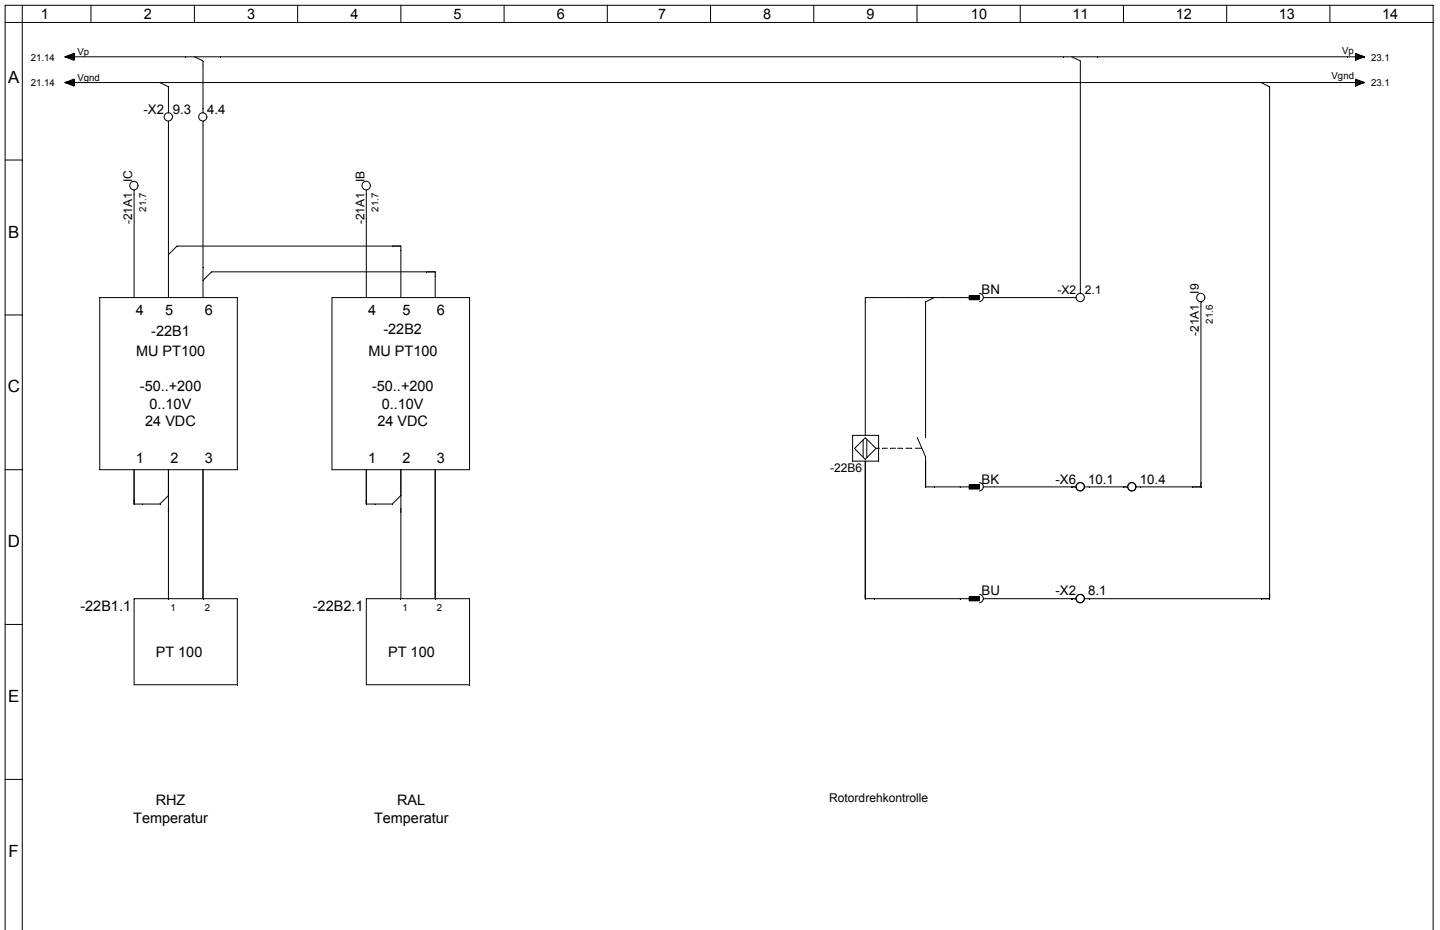 1 2 3 4 5 6 7 8 9 10 11 12 13 14
A
21.14 Vp Vp 23.1
21.14 Vgnd Vgnd 23.1
-X2 9.3 4.4
-21A1 IC
21.7
-21A1 IB
21.7
B
BN -X2 2.1
-21A1 I9
21.6
4 5 6
-22B1
MU PT100
-50..+200
0..10V
24 VDC
1 2 3
4 5 6
-22B2
MU PT100
-50..+200
0..10V
24 VDC
1 2 3
C
-22B6
BK -X6 10.1 10.4
D
BU -X2 8.1
-22B1.1 1 2
PT 100
-22B2.1 1 2
PT 100
E
RHZ
Temperatur
RAL
Temperatur
Rotordrehkontrolle
F